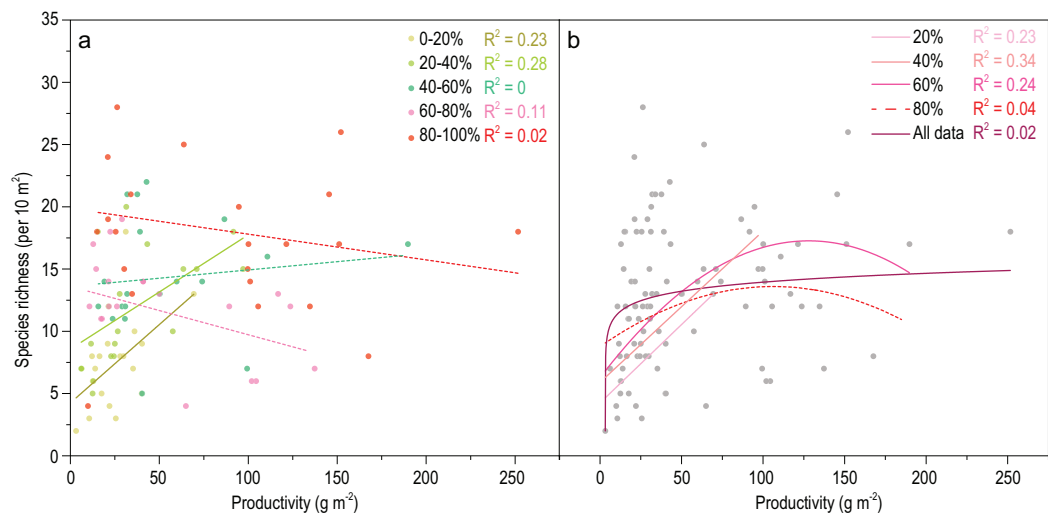 Species richness (per 10 m²)
35
30
25
20
15
10
5
0
a
0-20% R² = 0.23
20-40% R² = 0.28
40-60% R² = 0
60-80% R² = 0.11
80-100% R² = 0.02
0 50 100 150 200 250
Productivity (g m⁻²)
b
20% R² = 0.23
40% R² = 0.34
60% R² = 0.24
80% R² = 0.04
All data R² = 0.02
0 50 100 150 200 250
Productivity (g m⁻²)